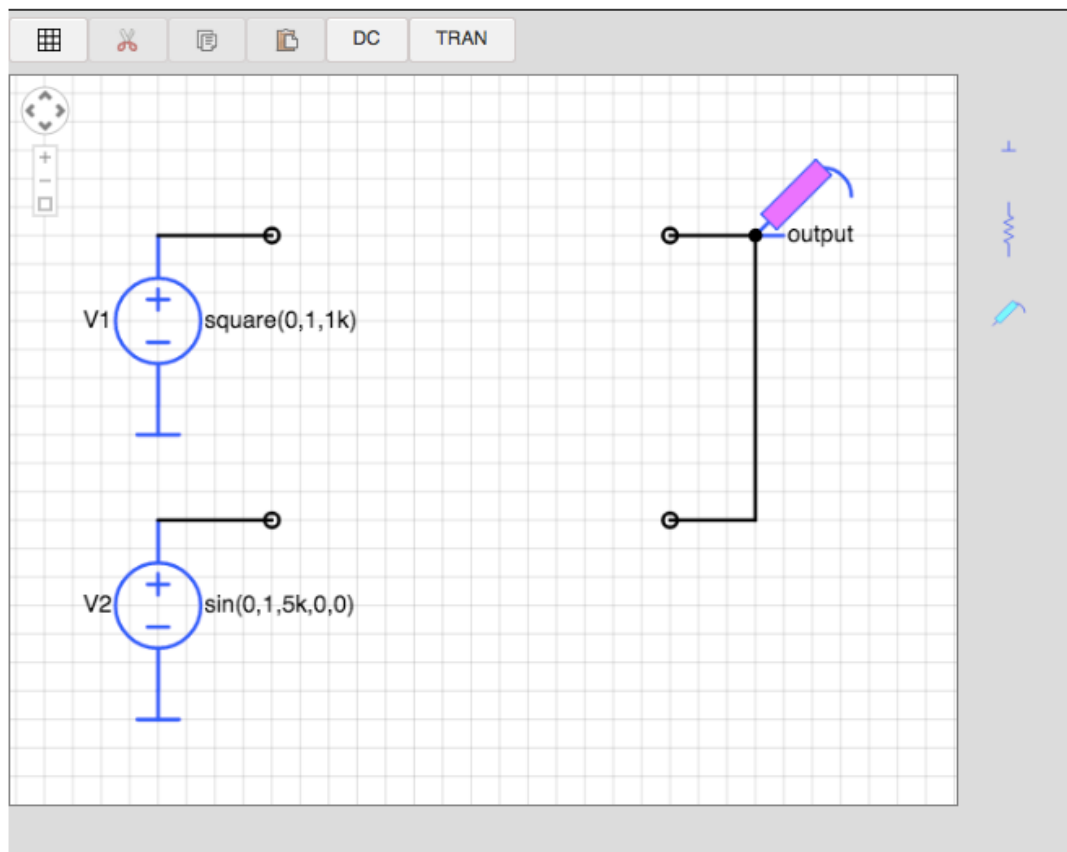 DC TRAN
output
V1 square(0,1,1k)
V2 sin(0,1,5k,0,0)